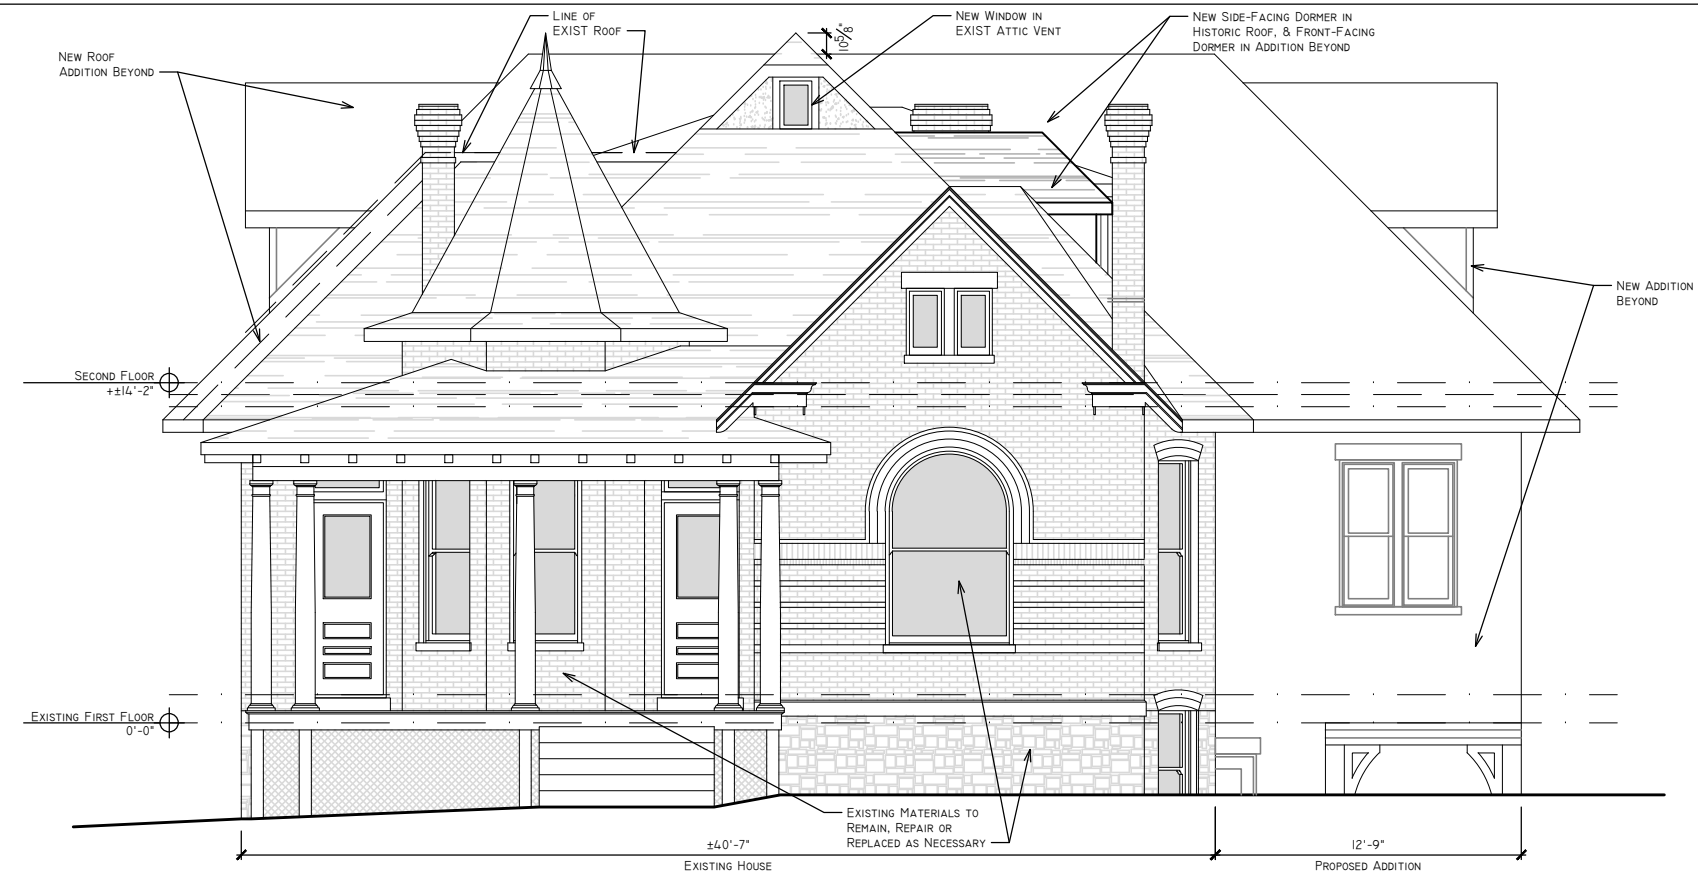 LINE OF
EXIST ROOF
NEW WINDOW IN
EXIST ATTIC VENT
NEW SIDE-FACING DORMER IN
HISTORIC ROOF, & FRONT-FACING
DORMER IN ADDITION BEYOND
10 5/8"
NEW ROOF
ADDITION BEYOND
NEW ADDITION
BEYOND
SECOND FLOOR
+±14'-2"
EXISTING FIRST FLOOR
0'-0"
EXISTING MATERIALS TO
REMAIN, REPAIR OR
REPLACED AS NECESSARY
±40'-7"
EXISTING HOUSE
12'-9"
PROPOSED ADDITION